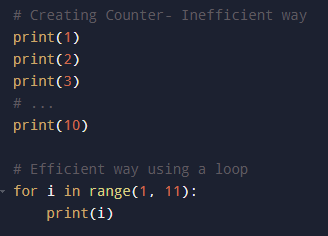 # Creating Counter- Inefficient way
print(1)
print(2)
print(3)
# ...
print(10)

# Efficient way using a loop
for i in range(1, 11):
    print(i)